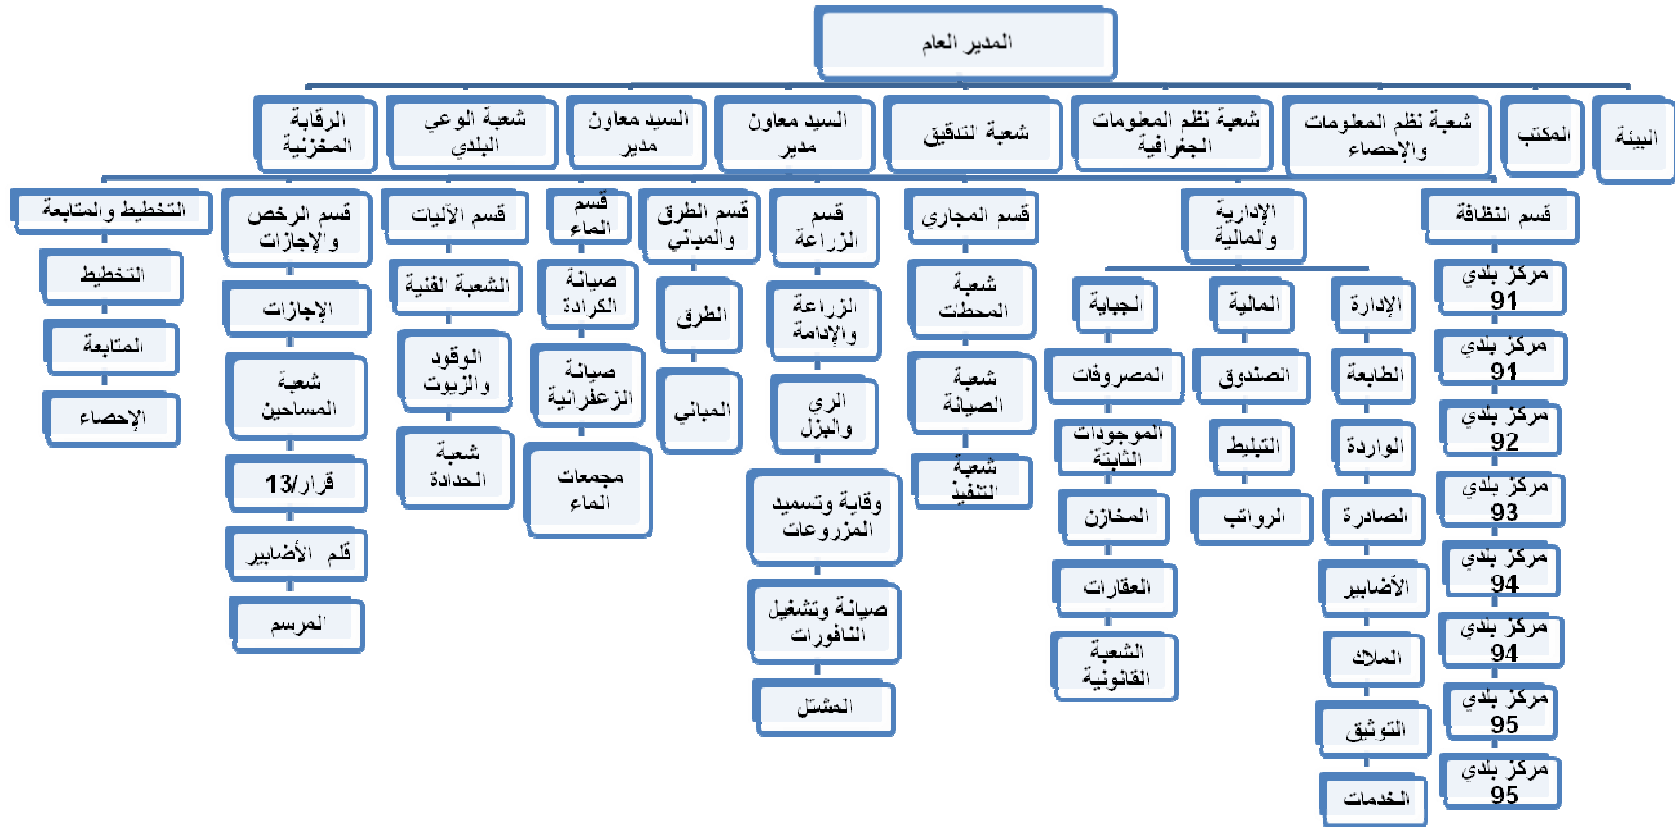 المدير العام
البيئة
المكتب
شعبة نظم المعلومات
والإحصاء
شعبة نظم المعلومات
الجغرافية
شعبة التدقيق
السيد معاون
مدير
السيد معاون
مدير
شعبة الوعي
البلدي
الرقابة
المخزنية
قسم النظافة
مركز بلدي
91
مركز بلدي
91
مركز بلدي
92
مركز بلدي
93
مركز بلدي
94
مركز بلدي
94
مركز بلدي
95
مركز بلدي
95
الإدارية
والمالية
الإدارة
الطابعة
الواردة
الصادرة
الأضابير
الملاك
التوثيق
الخدمات
المالية
الصندوق
التبليط
الرواتب
الجباية
المصروفات
الموجودات
الثابتة
المخازن
العقارات
الشعبة
القانونية
قسم المجاري
شعبة
المحطات
شعبة
الصيانة
شعبة
التنفيذ
قسم
الزراعة
الزراعة
والإدامة
الري
والبزل
وقاية وتسميد
المزروعات
صيانة وتشغيل
النافورات
المشتل
قسم الطرق
والمباني
الطرق
المباني
قسم
الماء
صيانة
الكرادة
صيانة
الزعفرانية
مجمعات
الماء
قسم الآليات
الشعبة الفنية
الوقود
والزيوت
شعبة
الحدادة
قسم الرخص
والإجازات
الإجازات
شعبة
المساحين
قرار/13
قلم الأضابير
المرسم
التخطيط والمتابعة
التخطيط
المتابعة
الإحصاء